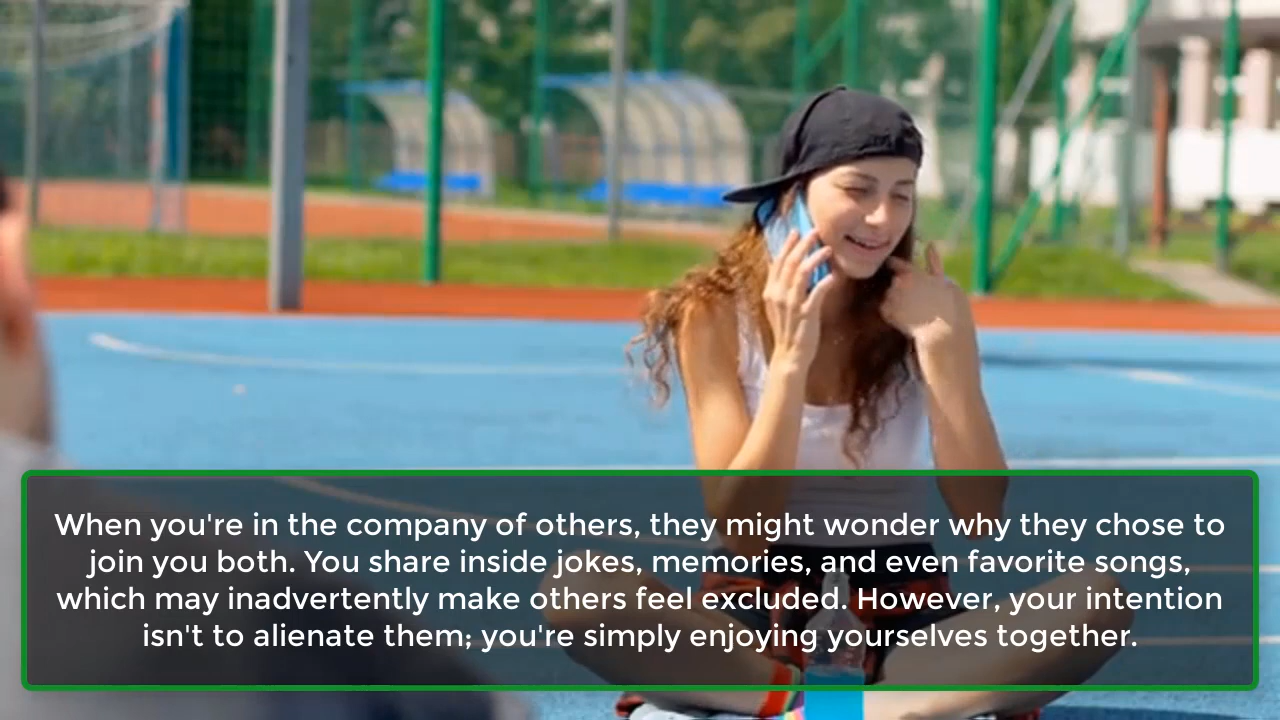 When you're in the company of others, they might wonder why they chose to
join you both. You share inside jokes, memories, and even favorite songs,
which may inadvertently make others feel excluded. However, your intention
isn't to alienate them; you're simply enjoying yourselves together.